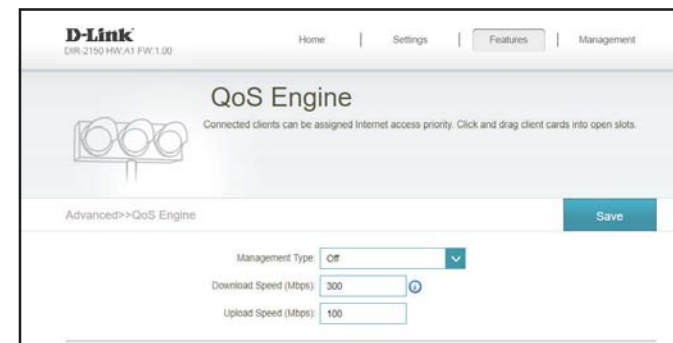 D-Link
DIR-2150 HW:A1 FW:1.00
Home | Settings | Features | Management
QoS Engine
Connected clients can be assigned Internet access priority. Click and drag client cards into open slots.
Advanced>>QoS Engine
Save
Management Type: Off
Download Speed (Mbps): 300
Upload Speed (Mbps): 100